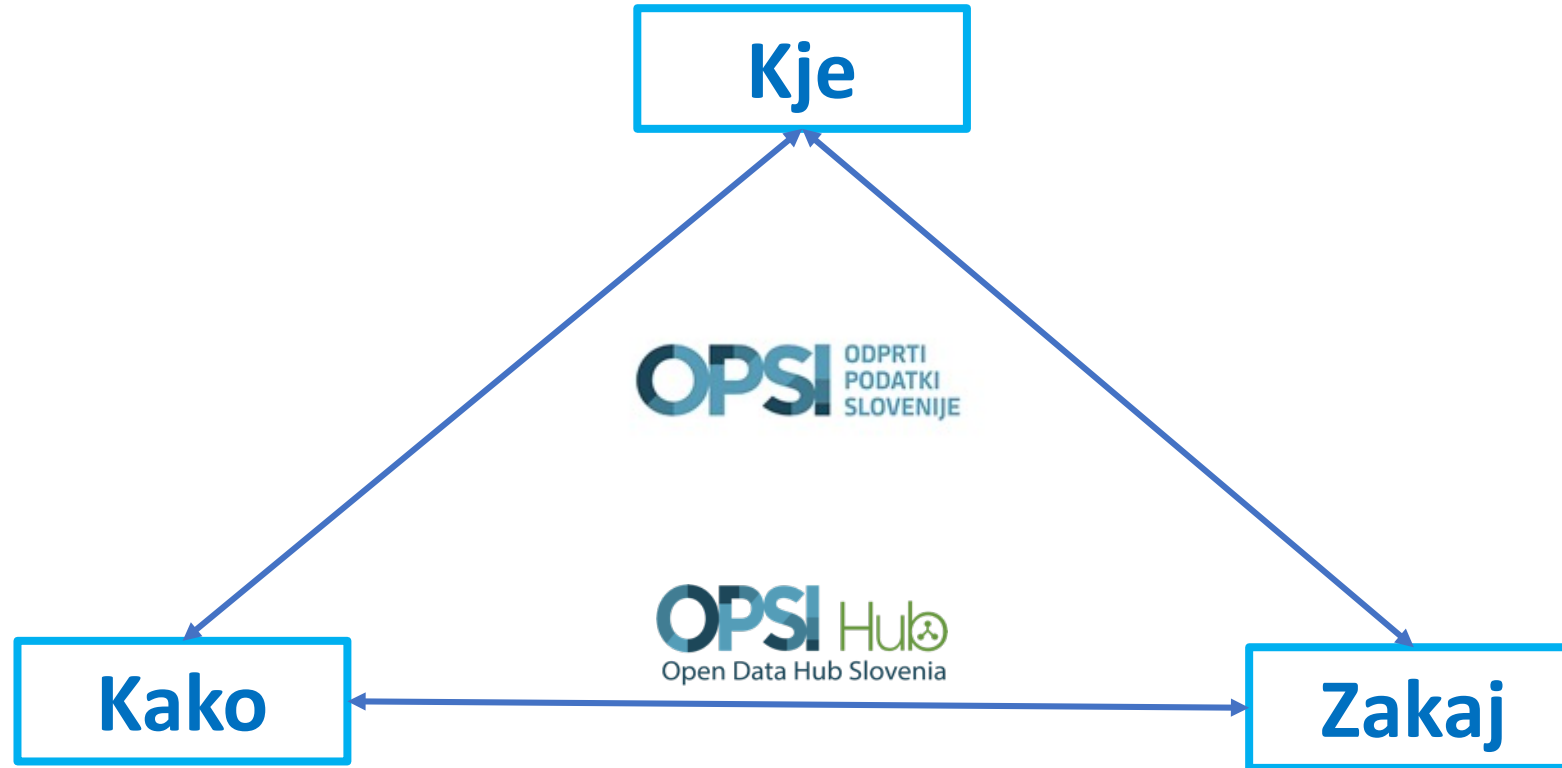 Kje
OPSI
ODPRTI
PODATKI
SLOVENIJE
OPSI Hub
Open Data Hub Slovenia
Kako
Zakaj